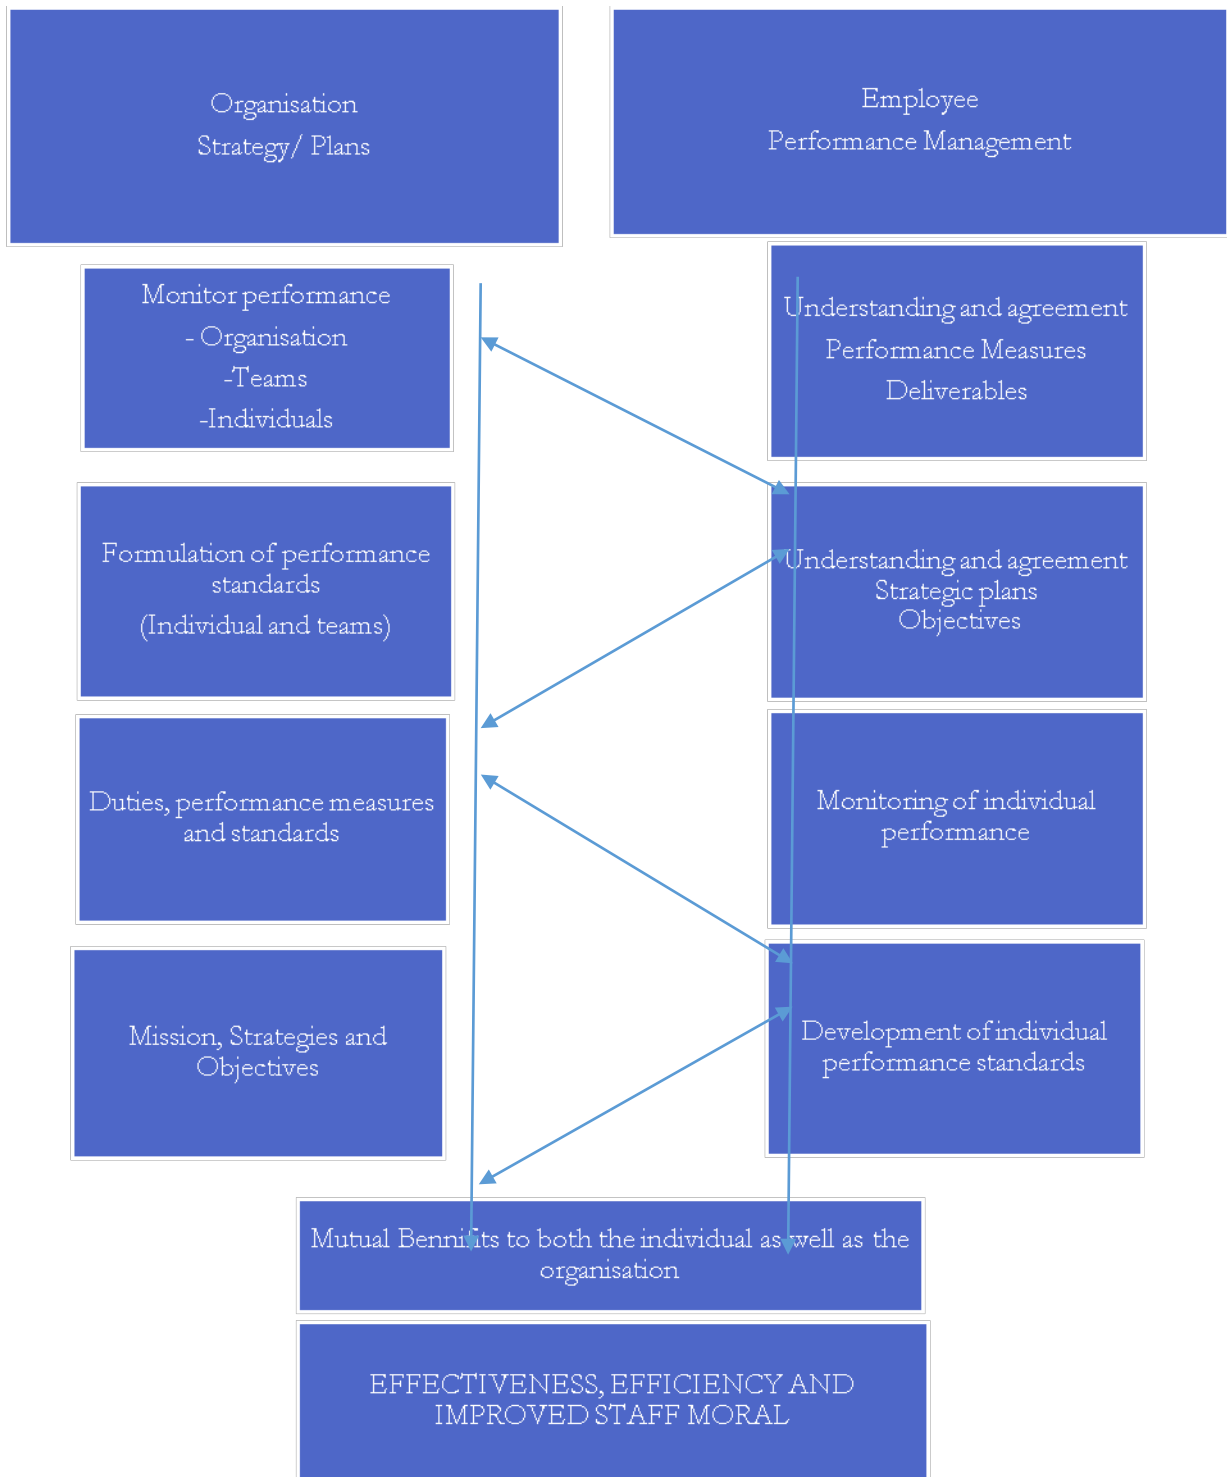 Organisation
Strategy/ Plans
Employee
Performance Management
Monitor performance
- Organisation
-Teams
-Individuals
Understanding and agreement
Performance Measures
Deliverables
Formulation of performance
standards
(Individual and teams)
Understanding and agreement
Strategic plans
Objectives
Duties, performance measures
and standards
Monitoring of individual
performance
Mission, Strategies and
Objectives
Development of individual
performance standards
Mutual Bennifits to both the individual as well as the
organisation
EFFECTIVENESS, EFFICIENCY AND
IMPROVED STAFF MORAL